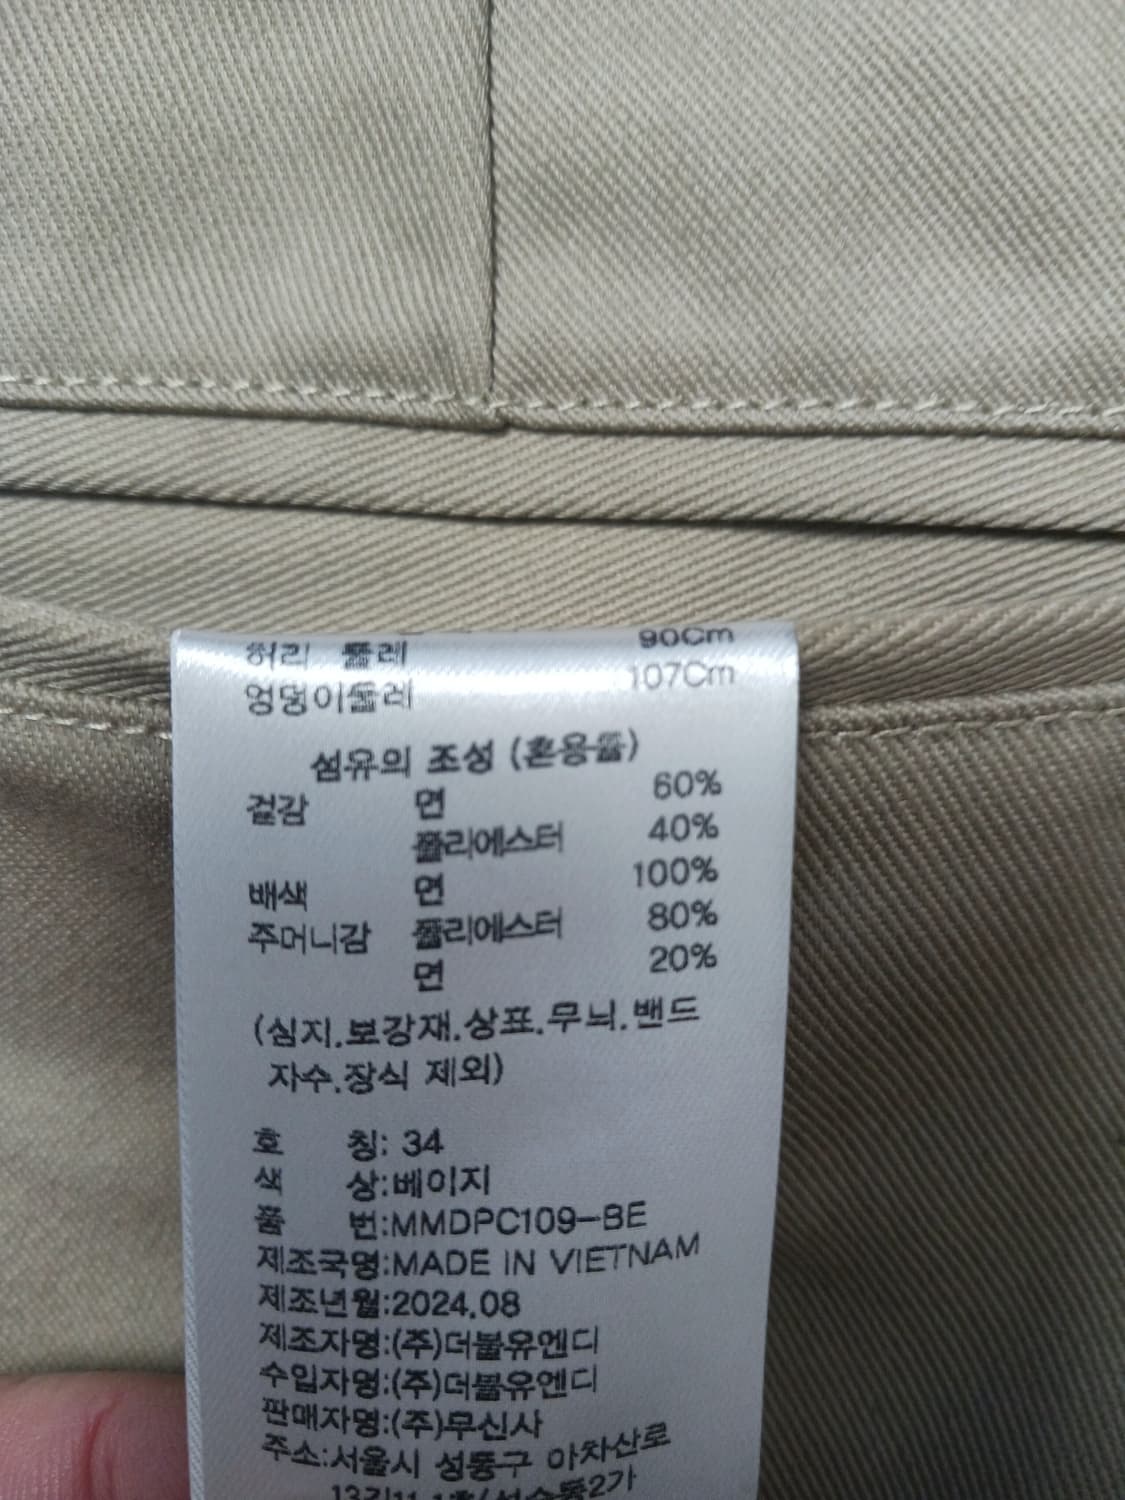 허리 둘레 90Cm
엉덩이둘레 107Cm
섬유의 조성 (혼용율)
겉감 면 60%
폴리에스터 40%
배색 면 100%
주머니감 폴리에스터 80%
면 20%
(심지.보강재.상표.무늬.밴드
자수.장식 제외)
호 칭: 34
색 상:베이지
품 번:MMDPC109-BE
제조국명:MADE IN VIETNAM
제조년월:2024.08
제조자명:(주)더불유엔디
수입자명:(주)더불유엔디
판매자명:(주)무신사
주소:서울시 성동구 아차산로